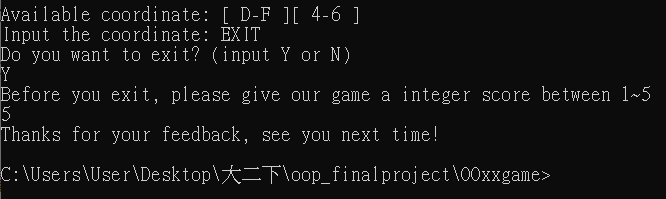 Available coordinate: [ D-F ][ 4-6 ]
Input the coordinate: EXIT
Do you want to exit? (input Y or N)
Y
Before you exit, please give our game a integer score between 1~5
5
Thanks for your feedback, see you next time!
C:\Users\User\Desktop\大二下\oop_finalproject\OOxxgame>